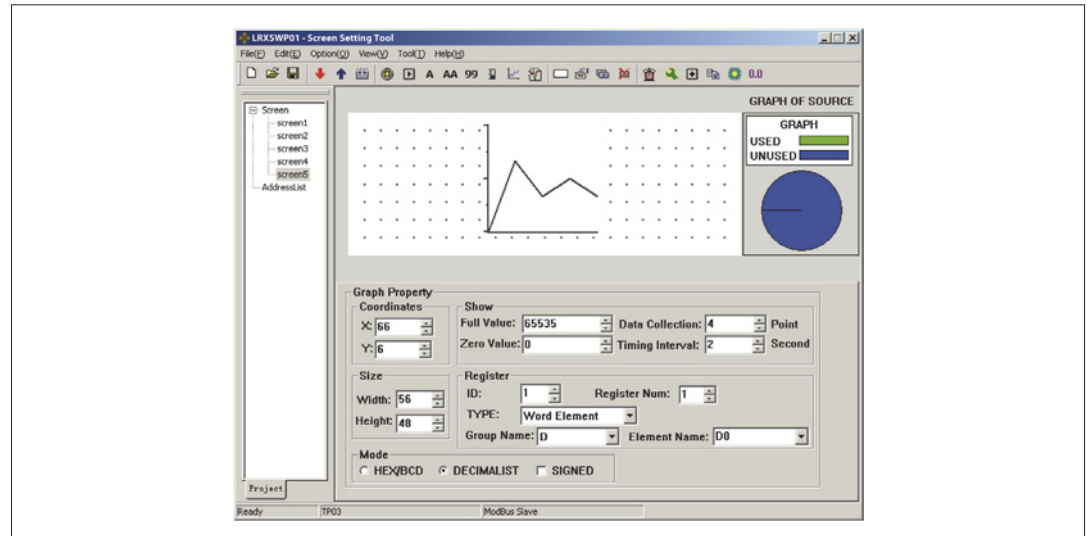 LRXSWP01 - Screen Setting Tool
File(F) Edit(E) Option(O) View(V) Tool(T) Help(H)
A AA 99 0.0
Screen
screen1
screen2
screen3
screen4
screen5
AddressList
Project
GRAPH OF SOURCE
GRAPH
USED
UNUSED
Graph Property
Coordinates
X: 66
Y: 6
Show
Full Value: 65535 Data Collection: 4 Point
Zero Value: 0 Timing Interval: 2 Second
Size
Width: 56
Height: 48
Register
ID: 1 Register Num: 1
TYPE: Word Element
Group Name: D Element Name: D0
Mode
HEX/BCD DECIMALIST SIGNED
Ready TP03 ModBus Slave